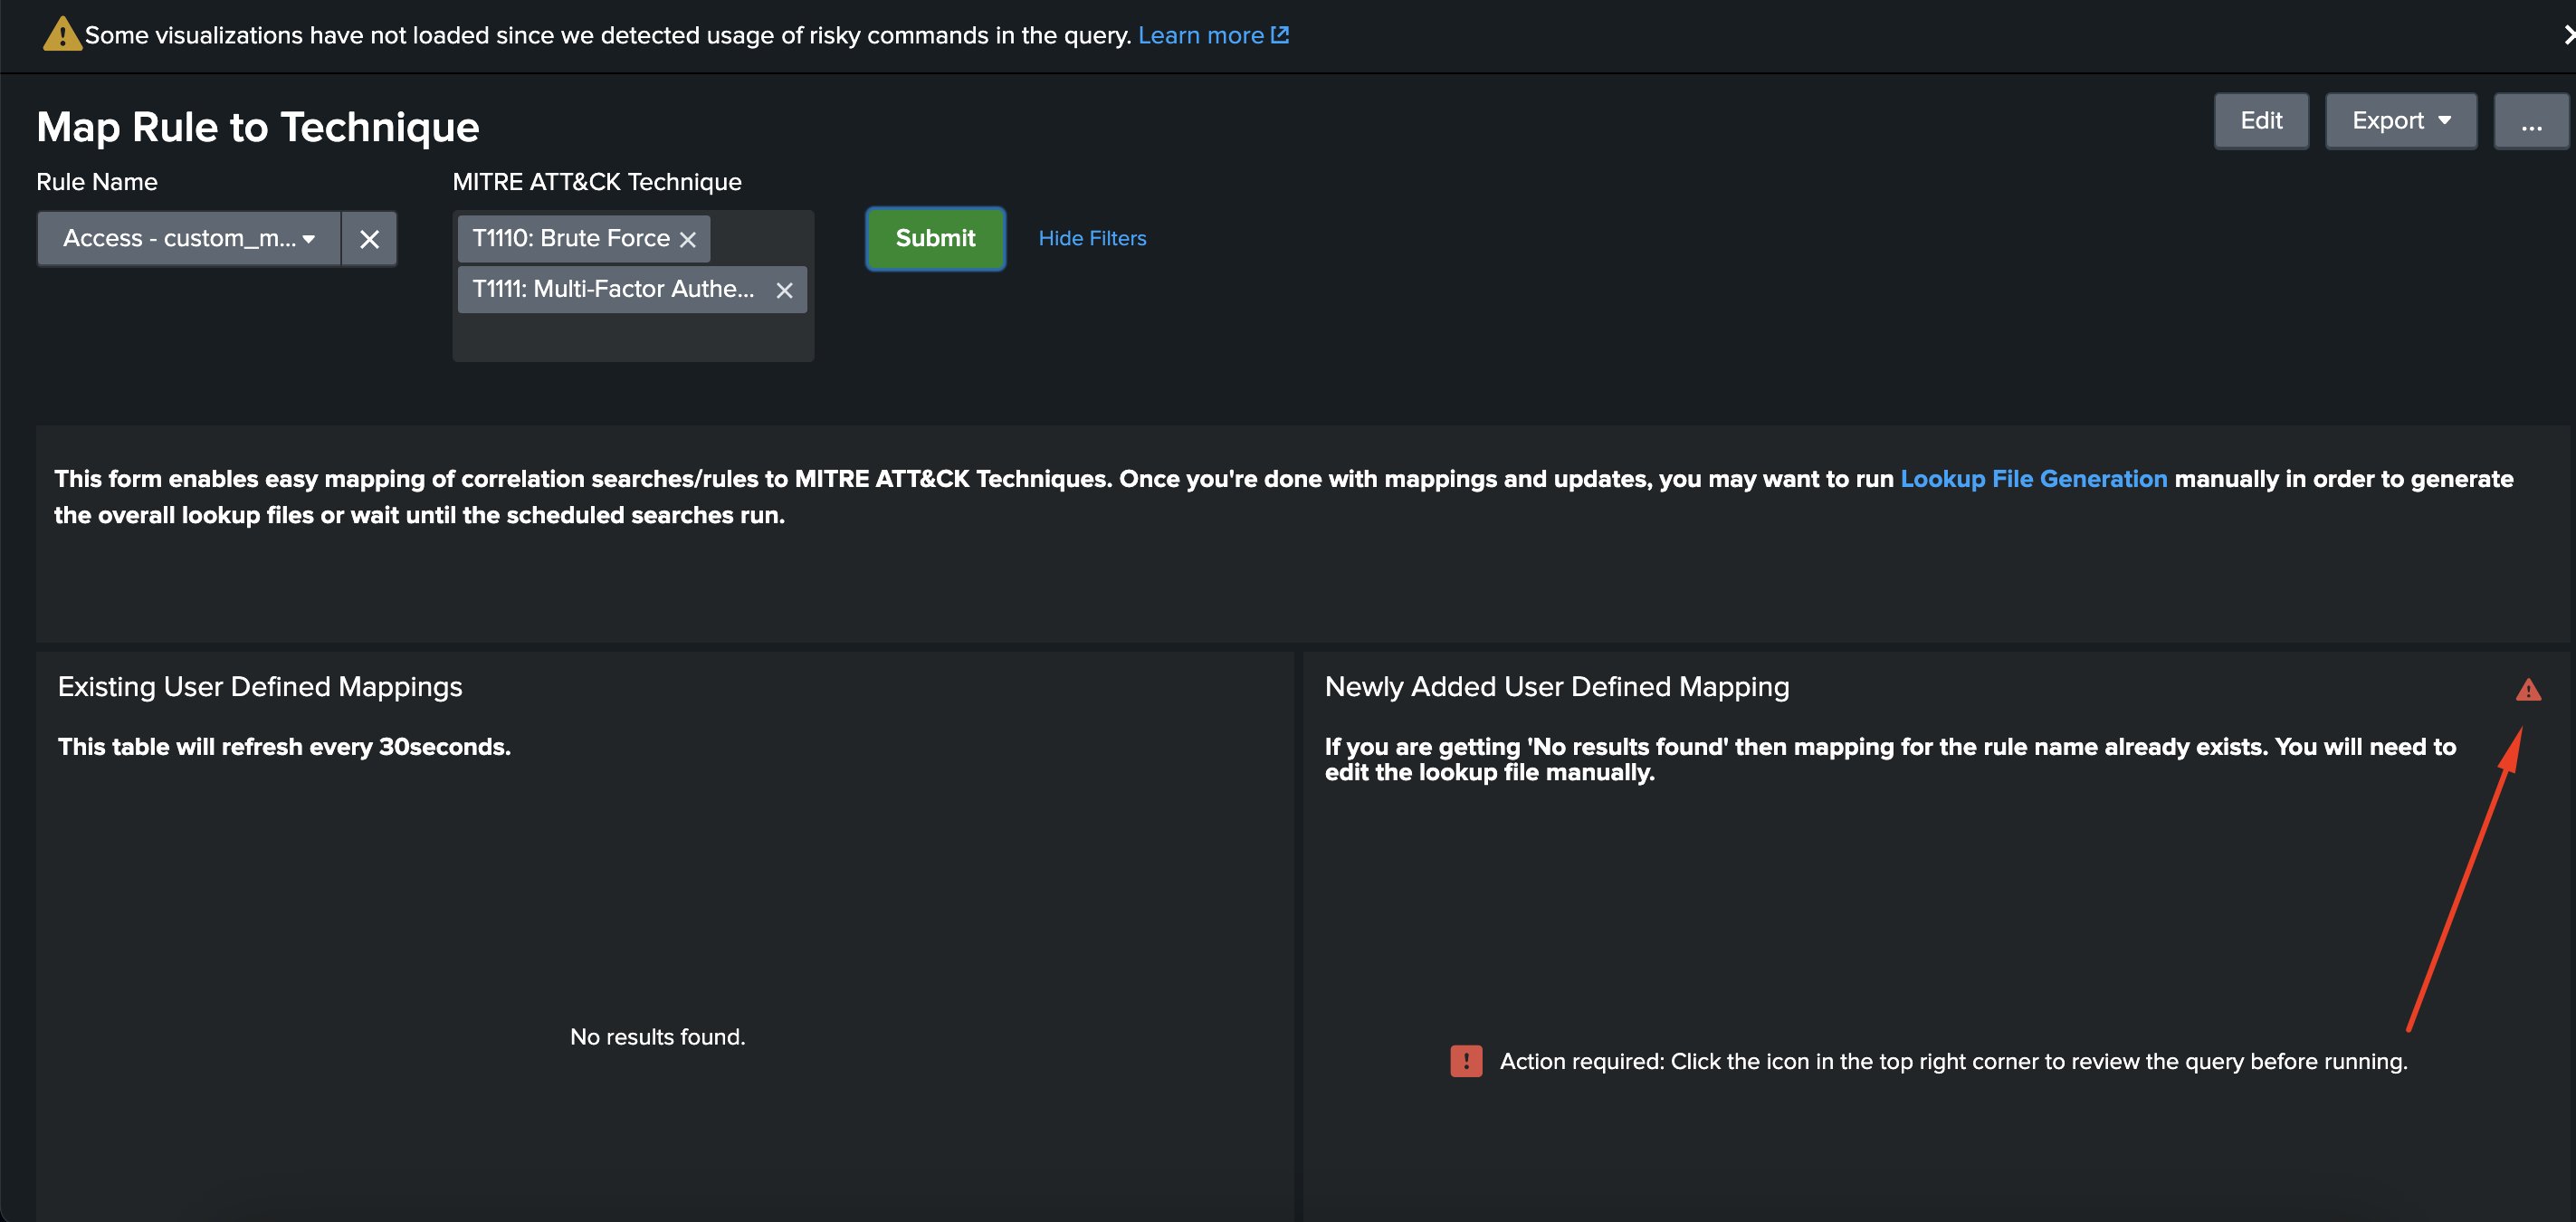 Some visualizations have not loaded since we detected usage of risky commands in the query. Learn more
Map Rule to Technique
Edit
Export
...
Rule Name
MITRE ATT&CK Technique
Access - custom_m...
T1110: Brute Force
T1111: Multi-Factor Authe...
Submit
Hide Filters
This form enables easy mapping of correlation searches/rules to MITRE ATT&CK Techniques. Once you're done with mappings and updates, you may want to run Lookup File Generation manually in order to generate
the overall lookup files or wait until the scheduled searches run.
Existing User Defined Mappings
This table will refresh every 30seconds.
No results found.
Newly Added User Defined Mapping
If you are getting 'No results found' then mapping for the rule name already exists. You will need to
edit the lookup file manually.
Action required: Click the icon in the top right corner to review the query before running.